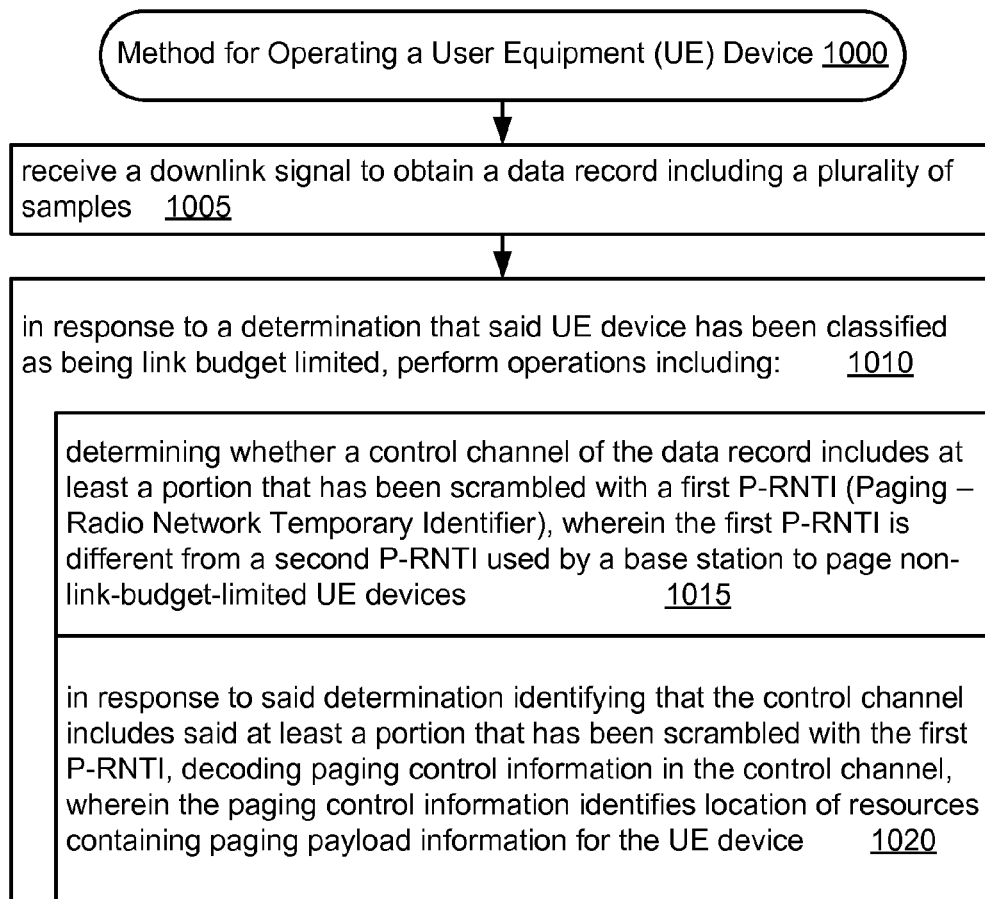 Method for Operating a User Equipment (UE) Device 1000
receive a downlink signal to obtain a data record including a plurality of
samples 1005
in response to a determination that said UE device has been classified
as being link budget limited, perform operations including: 1010
determining whether a control channel of the data record includes at
least a portion that has been scrambled with a first P-RNTI (Paging –
Radio Network Temporary Identifier), wherein the first P-RNTI is
different from a second P-RNTI used by a base station to page non-
link-budget-limited UE devices 1015
in response to said determination identifying that the control channel
includes said at least a portion that has been scrambled with the first
P-RNTI, decoding paging control information in the control channel,
wherein the paging control information identifies location of resources
containing paging payload information for the UE device 1020